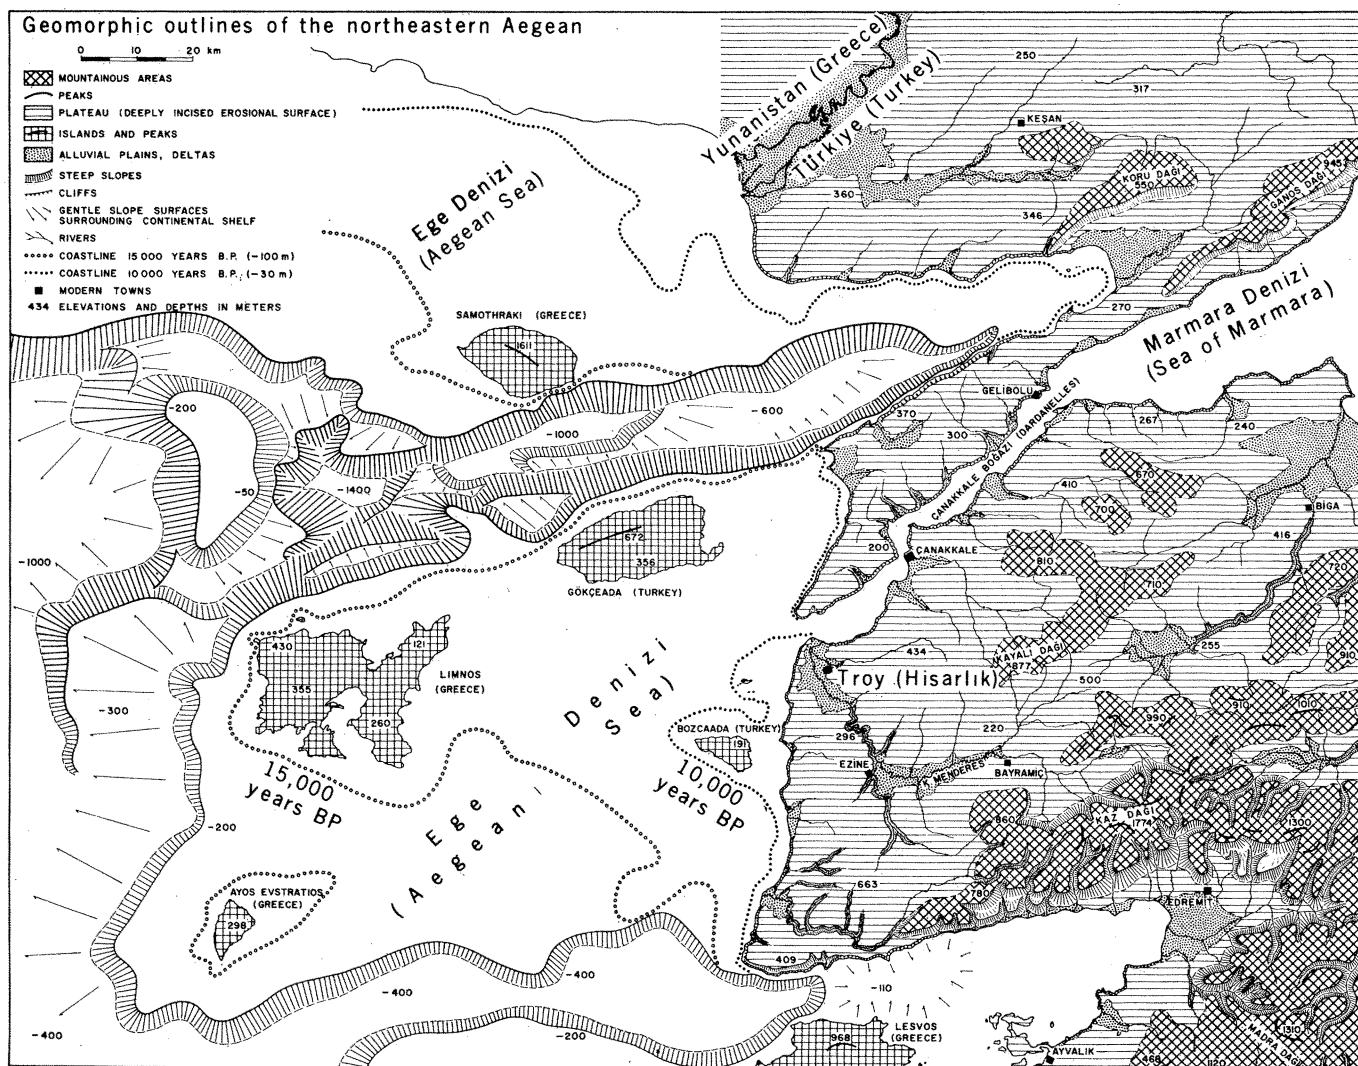 Geomorphic outlines of the northeastern Aegean
0 10 20 km
MOUNTAINOUS AREAS
PEAKS
PLATEAU (DEEPLY INCISED EROSIONAL SURFACE)
ISLANDS AND PEAKS
ALLUVIAL PLAINS, DELTAS
STEEP SLOPES
CLIFFS
GENTLE SLOPE SURFACES
SURROUNDING CONTINENTAL SHELF
RIVERS
COASTLINE 15 000 YEARS B.P. (-100 m)
COASTLINE 10 000 YEARS B.P. (-30 m)
MODERN TOWNS
434 ELEVATIONS AND DEPTHS IN METERS
Yunanistan (Greece)
Türkiye (Turkey)
250
317
KEŞAN
945
KORU DAĞI
550
GANOS DAĞI
360
346
Ege Denizi
(Aegean Sea)
270
Marmara Denizi
(Sea of Marmara)
SAMOTHRAKI (GREECE)
1611
GELİBOLU
-200
-600
370
267
240
-1000
300
ÇANAKKALE BOĞAZI (DARDANELLES)
670
410
-50
-1400
700
BİGA
672
356
200
ÇANAKKALE
416
-1000
810
710
720
GÖKÇEADA (TURKEY)
430
121
434
KAYALI DAĞI
877
255
910
LIMNOS
(GREECE)
355
Troy (Hisarlık)
500
-300
260
Denizi
Sea)
990
910
1010
BOZCAADA (TURKEY)
191
296
220
15,000
years BP
10,000
years BP
EZİNE
K. MENDERES
BAYRAMİÇ
Ege
(Aegean
-200
860
KAZ DAĞI
1774
1300
AYOS EVSTRATIOS
(GREECE)
298
663
780
EDREMİT
409
-400
-110
-400
-400
-200
LESVOS
(GREECE)
968
AYVALIK
468
1120
MADRA DAĞI
1310